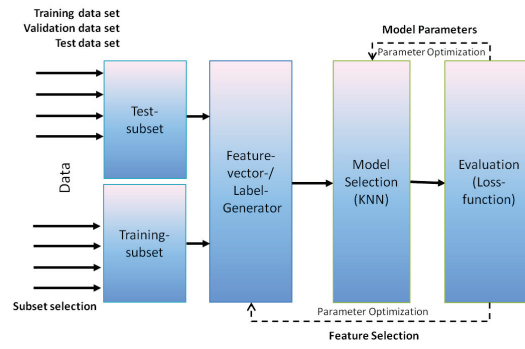 Training data set
Validation data set
Test data set
Model Parameters
Parameter Optimization
Test-
subset
Data
Feature-
vector-/
Label-
Generator
Model
Selection
(KNN)
Evaluation
(Loss-
function)
Training-
subset
Subset selection
Parameter Optimization
Feature Selection